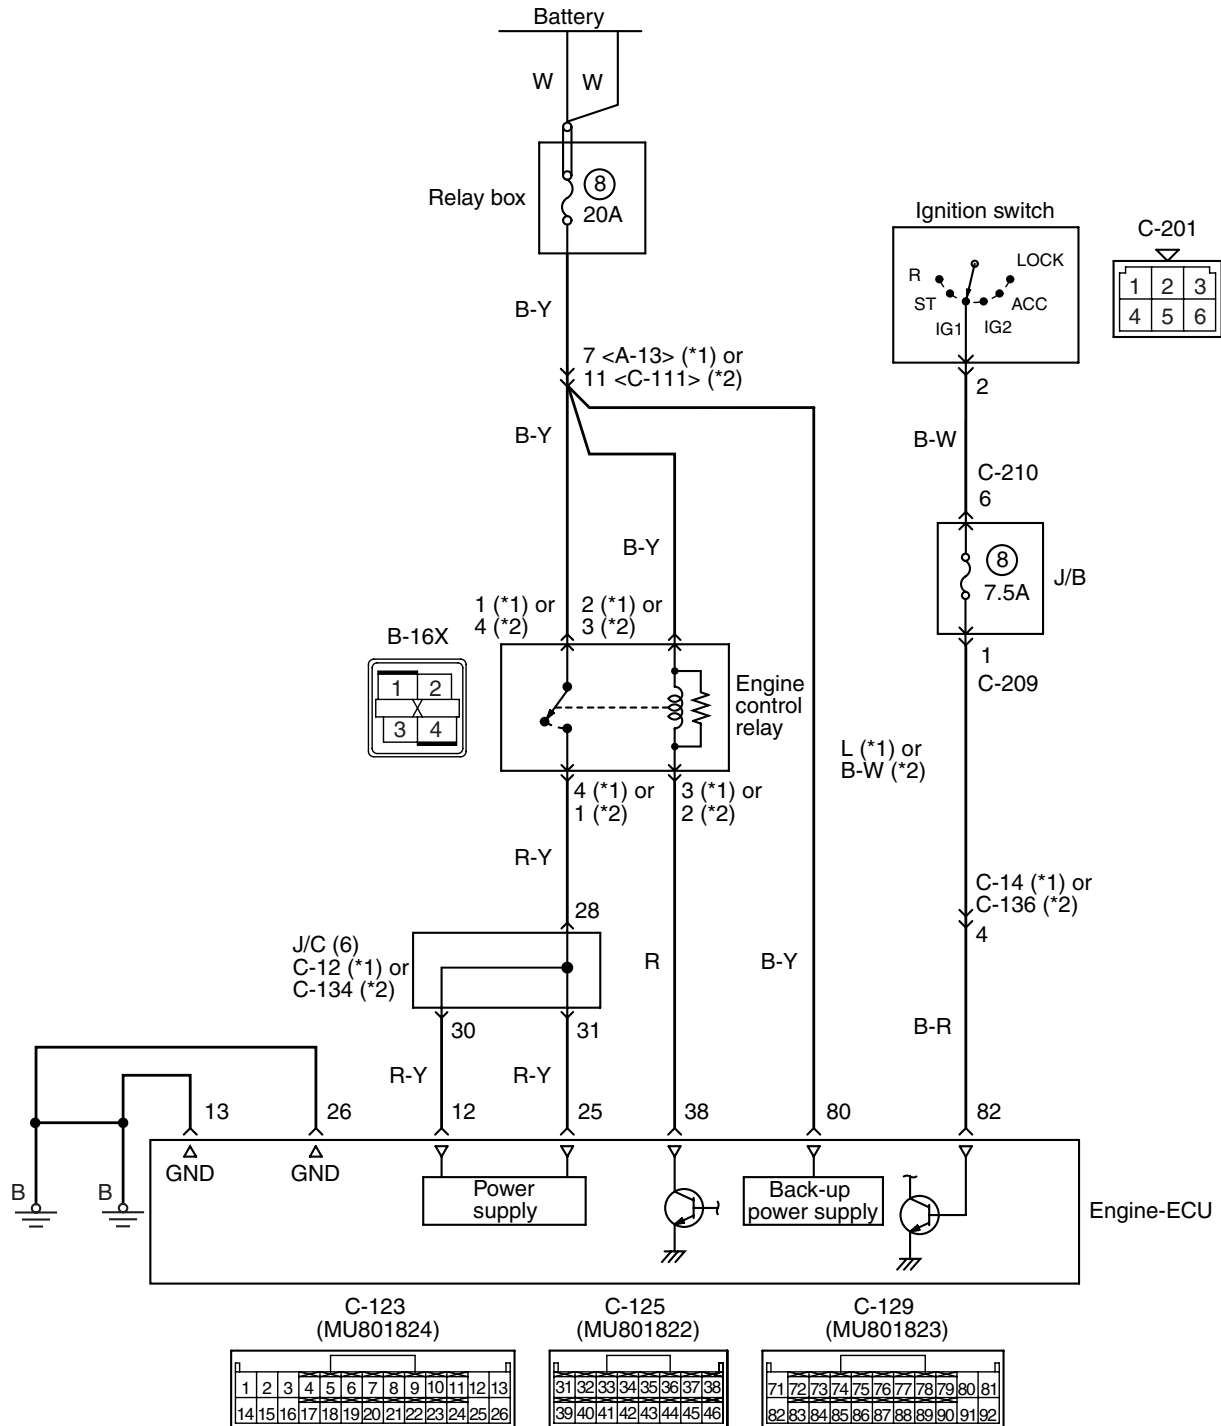 Battery
W
W
Relay box
8
20A
Ignition switch
R
ST
IG1
IG2
ACC
LOCK
C-201
1 2 3
4 5 6
B-Y
7 <A-13> (*1) or
11 <C-111> (*2)
2
B-Y
B-W
C-210
6
B-Y
8
7.5A
J/B
1 (*1) or
4 (*2)
2 (*1) or
3 (*2)
B-16X
1 2
3 4
Engine
control
relay
1
C-209
L (*1) or
B-W (*2)
4 (*1) or
1 (*2)
3 (*1) or
2 (*2)
R-Y
C-14 (*1) or
C-136 (*2)
4
28
J/C (6)
C-12 (*1) or
C-134 (*2)
R
B-Y
30
31
B-R
R-Y
R-Y
13
26
12
25
38
80
82
GND
GND
Power
supply
Back-up
power supply
B
B
Engine-ECU
C-123
(MU801824)
1 2 3 4 5 6 7 8 9 10 11 12 13
14 15 16 17 18 19 20 21 22 23 24 25 26
C-125
(MU801822)
31 32 33 34 35 36 37 38
39 40 41 42 43 44 45 46
C-129
(MU801823)
71 72 73 74 75 76 77 78 79 80 81
82 83 84 85 86 87 88 89 90 91 92